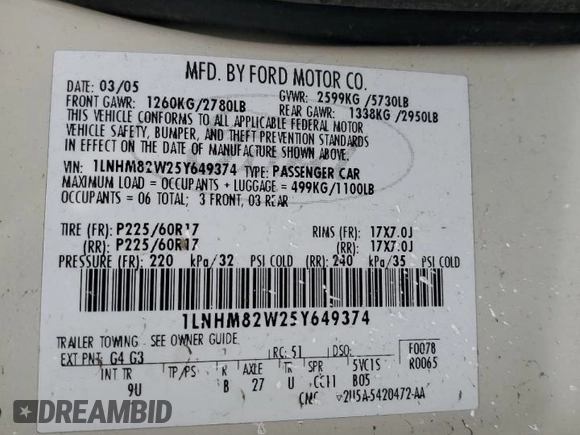 MFD. BY FORD MOTOR CO.
DATE: 03/05 GVWR: 2599KG /5730LB
FRONT GAWR: 1260KG/2780LB REAR GAWR: 1338KG /2950LB
THIS VEHICLE CONFORMS TO ALL APPLICABLE FEDERAL MOTOR
VEHICLE SAFETY, BUMPER, AND THEFT PREVENTION STANDARDS
IN EFFECT ON THE DATE OF MANUFACTURE SHOWN ABOVE.
VIN: 1LNHM82W25Y649374 TYPE: PASSENGER CAR
MAXIMUM LOAD = OCCUPANTS + LUGGAGE = 499KG/1100LB
OCCUPANTS = 06 TOTAL; 3 FRONT, 03 REAR
TIRE (FR): P225/60R17 RIMS (FR): 17X7.0J
(RR): P225/60R17 (RR): 17X7.0J
PRESSURE (FR): 220 kPa/32 PSI COLD (RR): 240 kPa/35 PSI COLD
1LNHM82W25Y649374
TRAILER TOWING - SEE OWNER GUIDE.
EXT PNT: G4 G3 RC: 51 DSO: F0078
R0065
INT TR TP/PS R AXLE TR SPR 5VC1S
9U B 27 U CC11 B05
DREAMBID